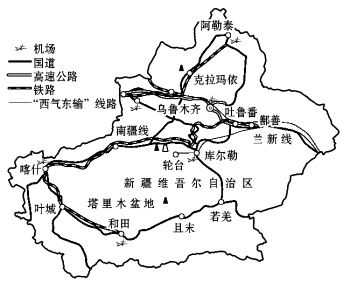 阿勒泰
机场
国道
高速公路
铁路
“西气东输”线路
克拉玛依
乌鲁木齐
吐鲁番
鄯善
兰新线
南疆线
库尔勒
轮台
喀什
新疆维吾尔自治区
塔里木盆地
叶城
若羌
和田
且末